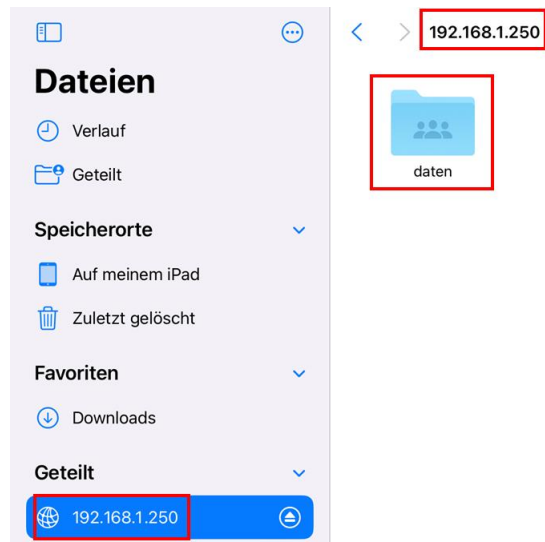 Dateien
Verlauf
Geteilt
Speicherorte
Auf meinem iPad
Zuletzt gelöscht
Favoriten
Downloads
Geteilt
192.168.1.250
192.168.1.250
daten